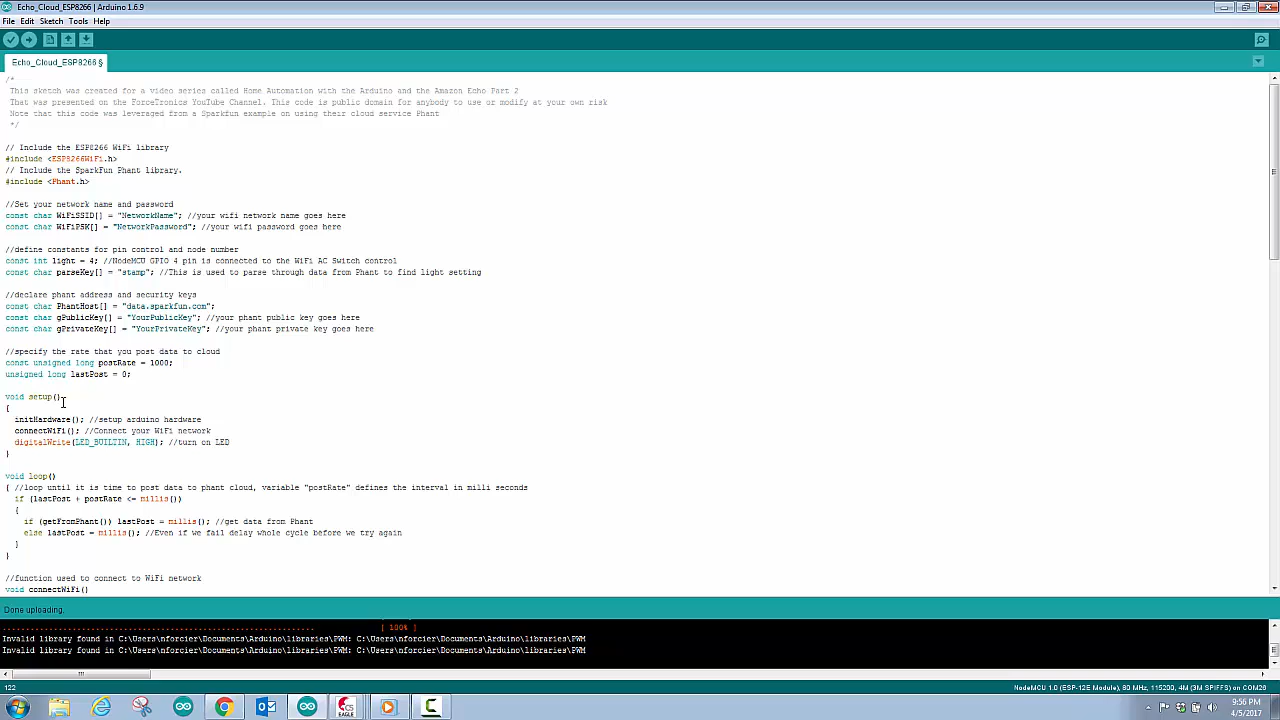 Echo_Cloud_ESP8266 | Arduino 1.6.9
File Edit Sketch Tools Help
Echo_Cloud_ESP8266 §
/*
This sketch was created for a video series called Home Automation with the Arduino and the Amazon Echo Part 2
That was presented on the ForceTronics YouTube Channel. This code is public domain for anybody to use or modify at your own risk
Note that this code was leveraged from a Sparkfun example on using their cloud service Phant
*/
// Include the ESP8266 WiFi library
#include <ESP8266WiFi.h>
// Include the SparkFun Phant library.
#include <Phant.h>
//Set your network name and password
const char WiFiSSID[] = "NetworkName"; //your wifi network name goes here
const char WiFiPSK[] = "NetworkPassword"; //your wifi password goes here
//define constants for pin control and node number
const int light = 4; //NodeMCU GPIO 4 pin is connected to the WiFi AC Switch control
const char parseKey[] = "stamp"; //This is used to parse through data from Phant to find light setting
//declare phant address and security keys
const char PhantHost[] = "data.sparkfun.com";
const char gPublicKey[] = "YourPublicKey"; //your phant public key goes here
const char gPrivateKey[] = "YourPrivateKey"; //your phant private key goes here
//specify the rate that you post data to cloud
const unsigned long postRate = 1000;
unsigned long lastPost = 0;
void setup()
{
initHardware(); //setup arduino hardware
connectWiFi(); //Connect your WiFi network
digitalWrite(LED_BUILTIN, HIGH); //turn on LED
}
void loop()
{ //loop until it is time to post data to phant cloud, variable "postRate" defines the interval in milli seconds
if (lastPost + postRate <= millis())
{
if (getFromPhant()) lastPost = millis(); //get data from Phant
else lastPost = millis(); //Even if we fail delay whole cycle before we try again
}
}
//function used to connect to WiFi network
void connectWiFi()
Done uploading.
................................................................................ [ 100% ]
Invalid library found in C:\Users\nforcier\Documents\Arduino\libraries\PWM: C:\Users\nforcier\Documents\Arduino\libraries\PWM
Invalid library found in C:\Users\nforcier\Documents\Arduino\libraries\PWM: C:\Users\nforcier\Documents\Arduino\libraries\PWM
122
NodeMCU 1.0 (ESP-12E Module), 80 MHz, 115200, 4M (3M SPIFFS) on COM26
EAGLE
9:56 PM
4/5/2017